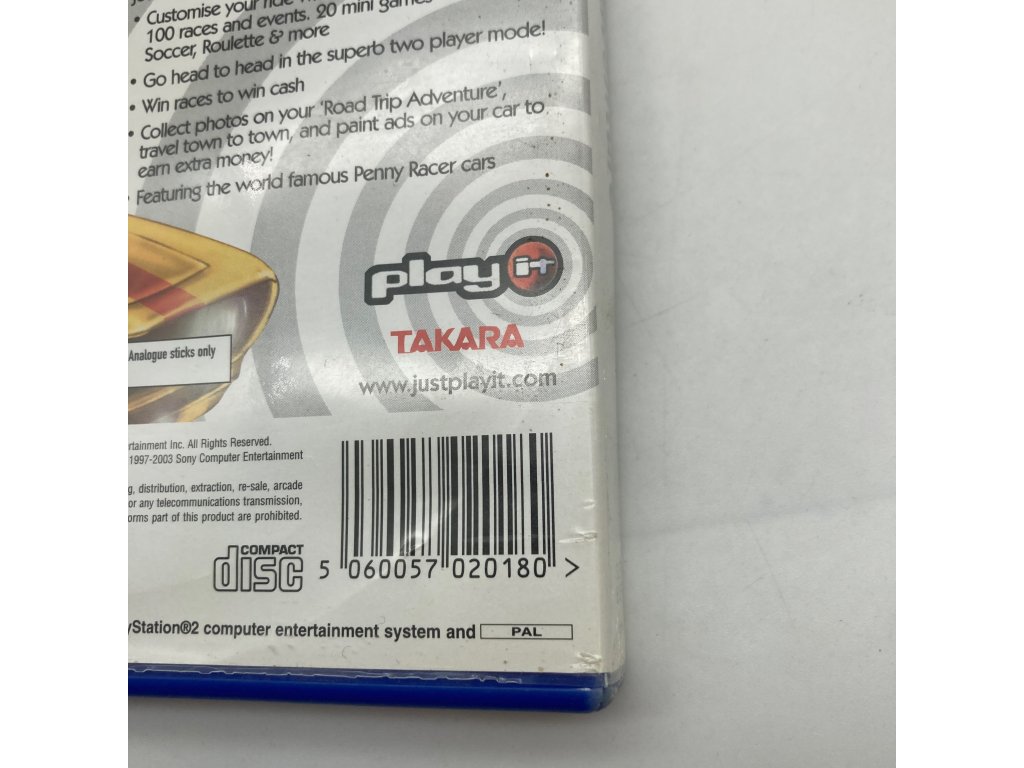 • Customise your ride
100 races and events. 20 mini games
Soccer, Roulette & more
• Go head to head in the superb two player mode!
• Win races to win cash
• Collect photos on your 'Road Trip Adventure',
travel town to town, and paint ads on your car to
earn extra money!
• Featuring the world famous Penny Racer cars
play it
TAKARA
www.justplayit.com
Analogue sticks only
rtainment Inc. All Rights Reserved.
1997-2003 Sony Computer Entertainment
g, distribution, extraction, re-sale, arcade
or any telecommunications transmission,
orms part of this product are prohibited.
COMPACT
disc
5 060057 020180 >
yStation®2 computer entertainment system and PAL